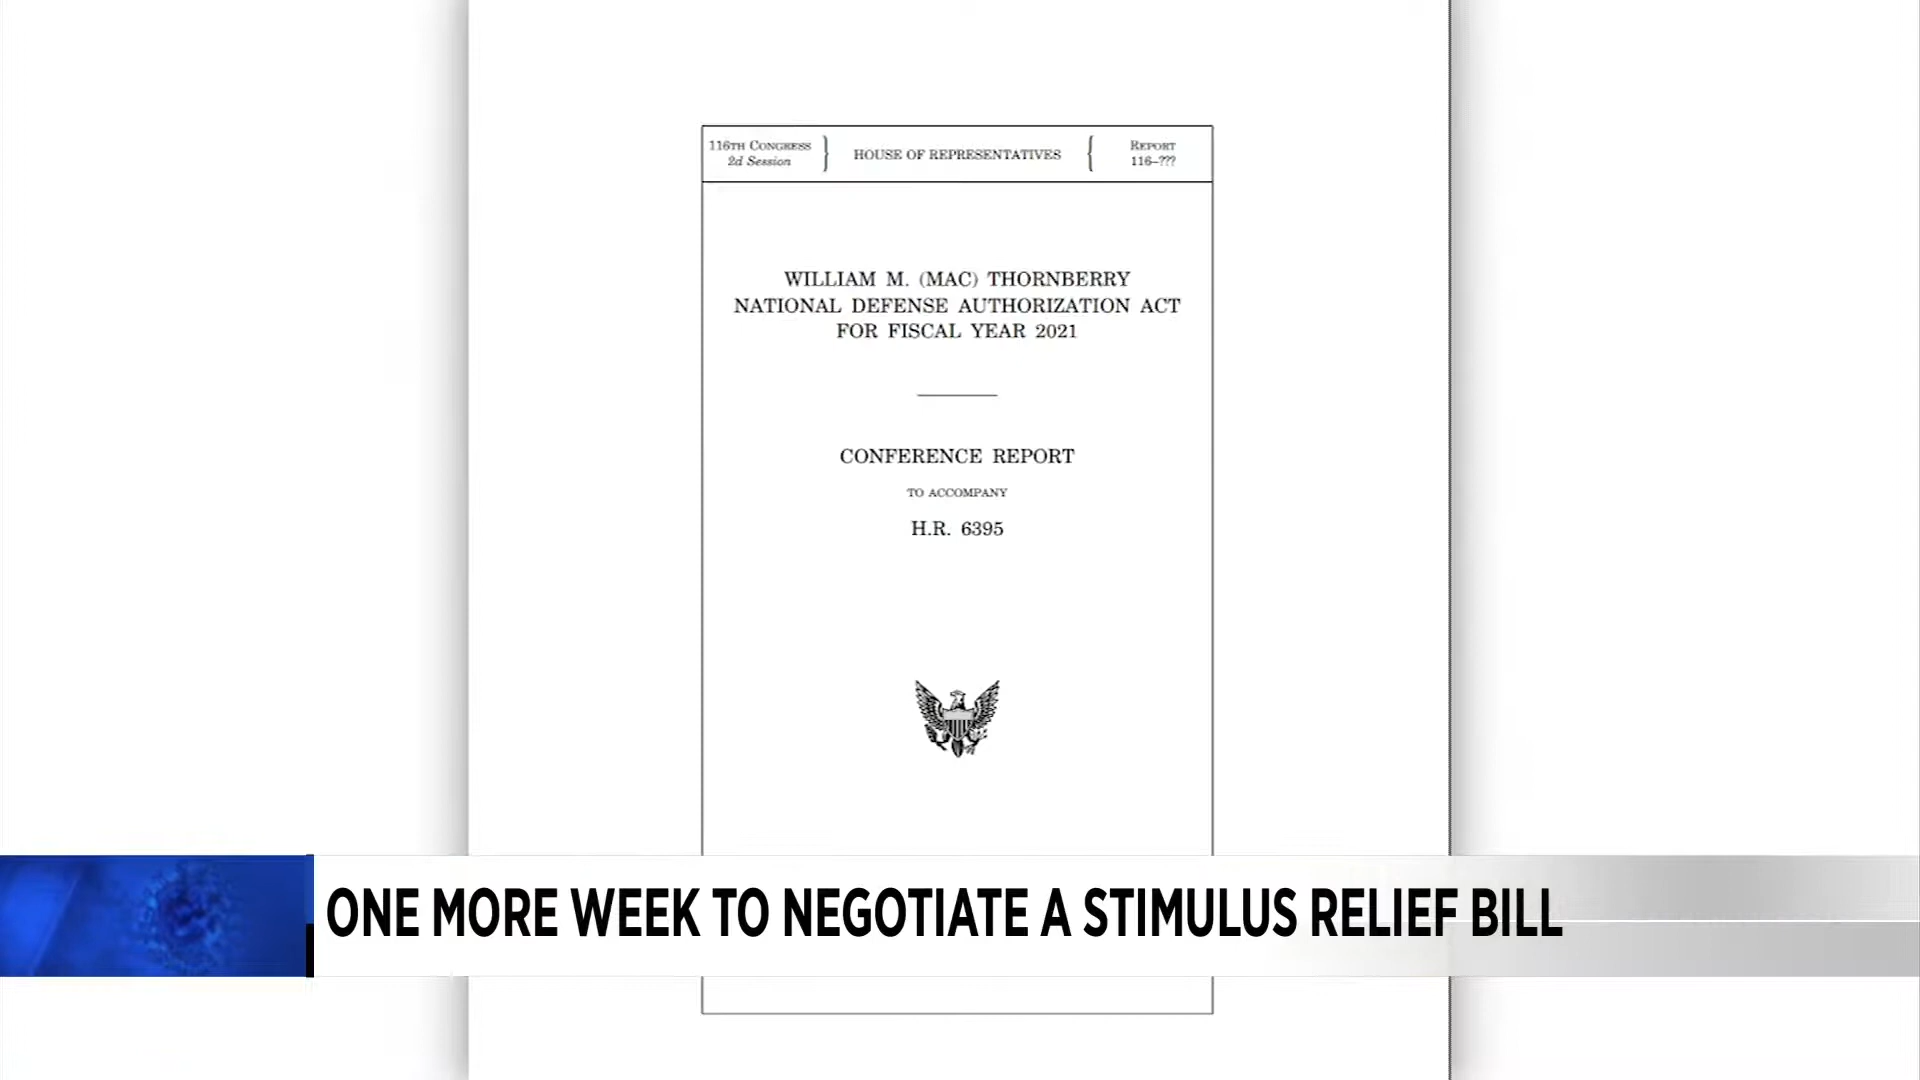 116TH CONGRESS
2d Session
HOUSE OF REPRESENTATIVES
REPORT
116–???
WILLIAM M. (MAC) THORNBERRY
NATIONAL DEFENSE AUTHORIZATION ACT
FOR FISCAL YEAR 2021
CONFERENCE REPORT
TO ACCOMPANY
H.R. 6395
ONE MORE WEEK TO NEGOTIATE A STIMULUS RELIEF BILL